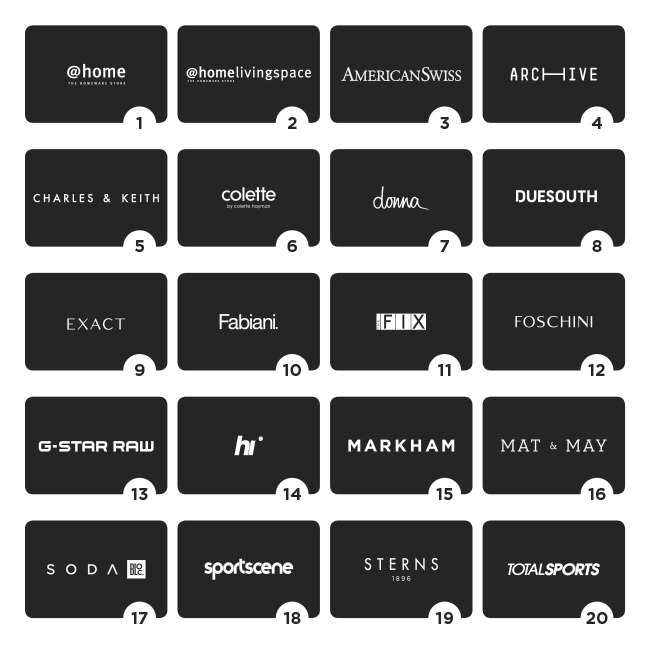 @home
THE HOMEWARE STORE
1
@homelivingspace
THE HOMEWARE STORE
2
AMERICANSWISS
3
ARCHIVE
4
CHARLES & KEITH
5
colette
by colette hayman
6
donna
7
DUESOUTH
8
EXACT
9
Fabiani.
10
FIX
11
FOSCHINI
12
G-STAR RAW
13
hi
14
MARKHAM
15
MAT & MAY
16
SODA
BLOC
17
sportscene
18
STERNS
1896
19
TOTALSPORTS
20